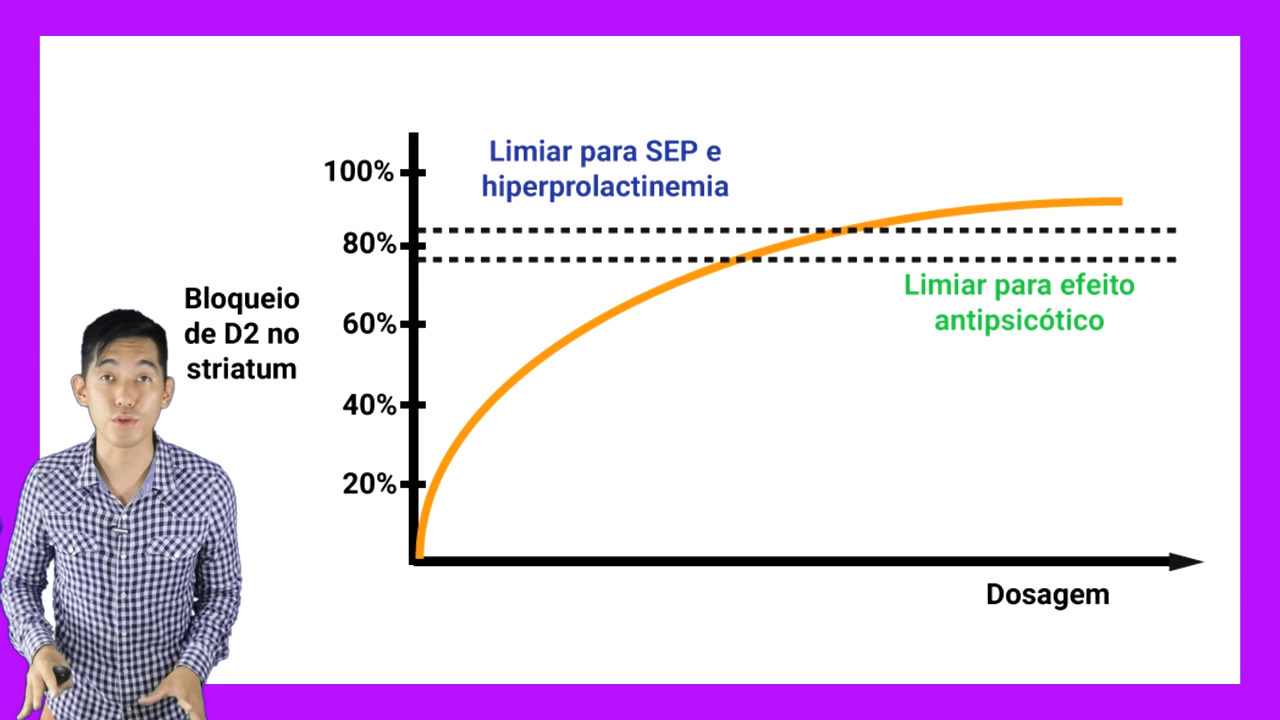 Limiar para SEP e
hiperprolactinemia
100%
80%
60%
40%
20%
Bloqueio
de D2 no
striatum
Limiar para efeito
antipsicótico
Dosagem